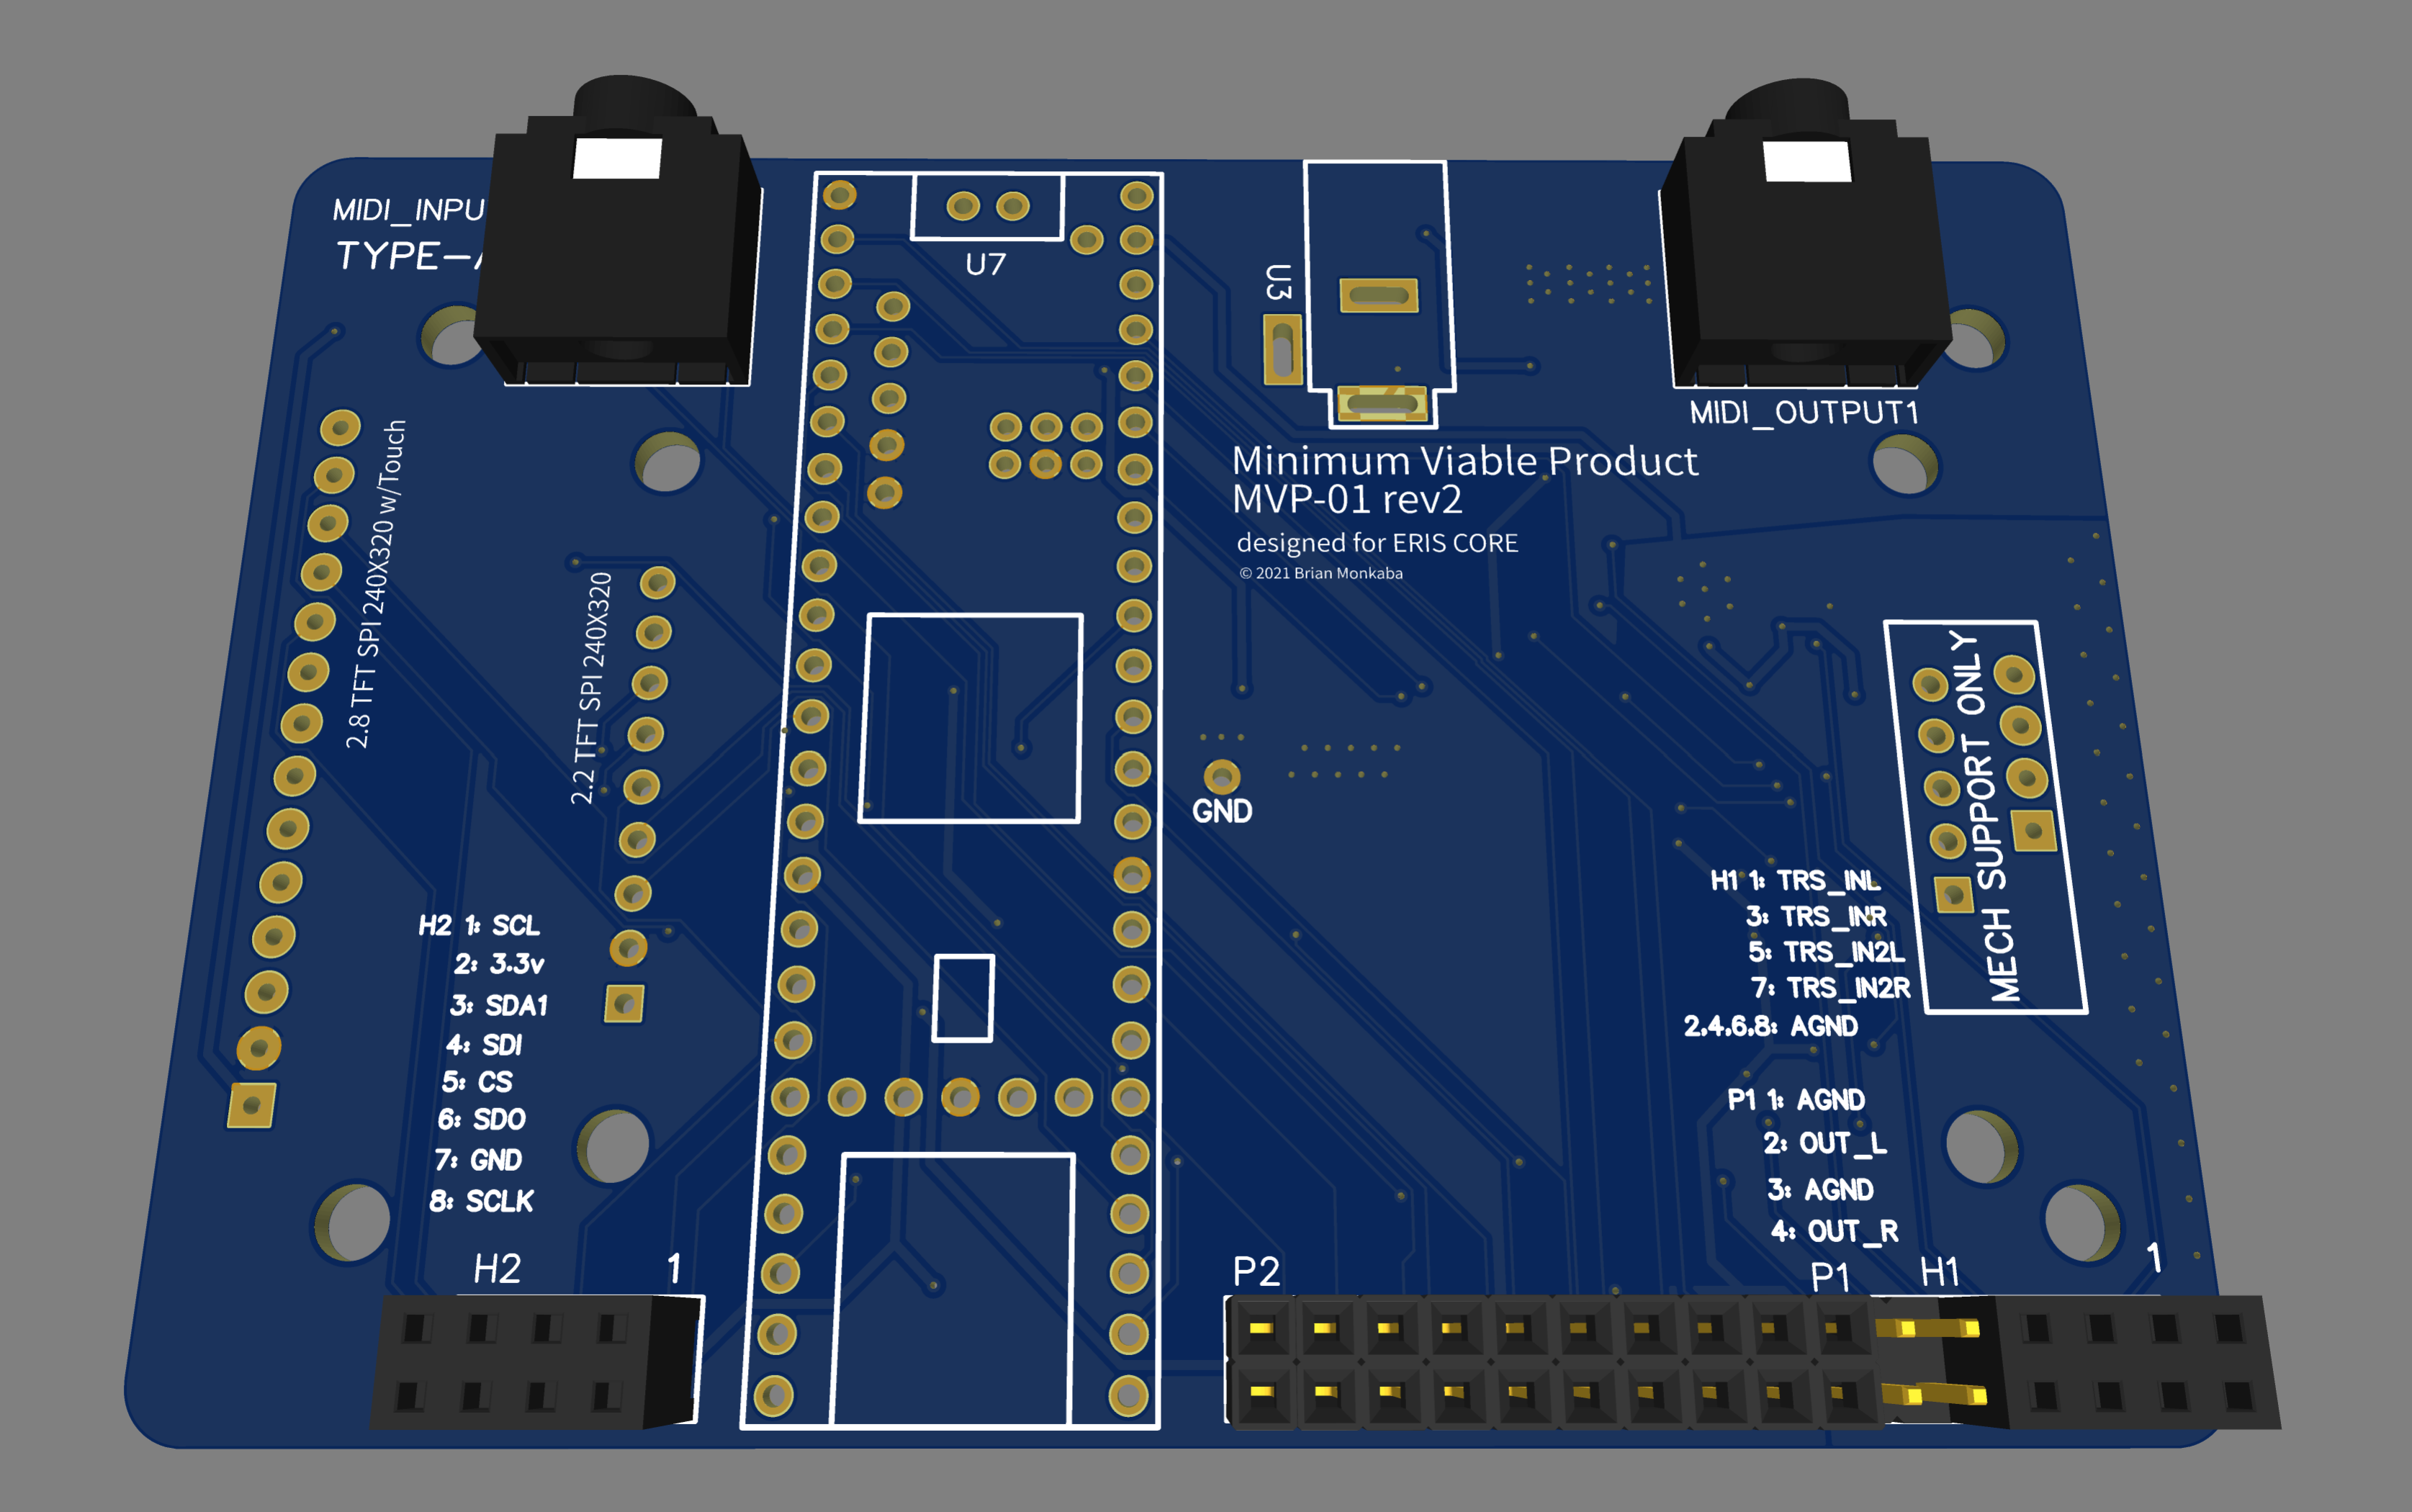 MIDI_INPU
TYPE-A
U7
U3
MIDI_OUTPUT1
Minimum Viable Product
MVP-01 rev2
designed for ERIS CORE
© 2021 Brian Monkaba
2.8 TFT SPI 240X320 w/Touch
2.2 TFT SPI 240X320
GND
MECH SUPPORT ONLY
H2 1: SCL
2: 3.3v
3: SDA1
4: SDI
5: CS
6: SDO
7: GND
8: SCLK
H1 1: TRS_INL
3: TRS_INR
5: TRS_IN2L
7: TRS_IN2R
2,4,6,8: AGND
P1 1: AGND
2: OUT_L
3: AGND
4: OUT_R
H2
1
P2
P1
H1
1